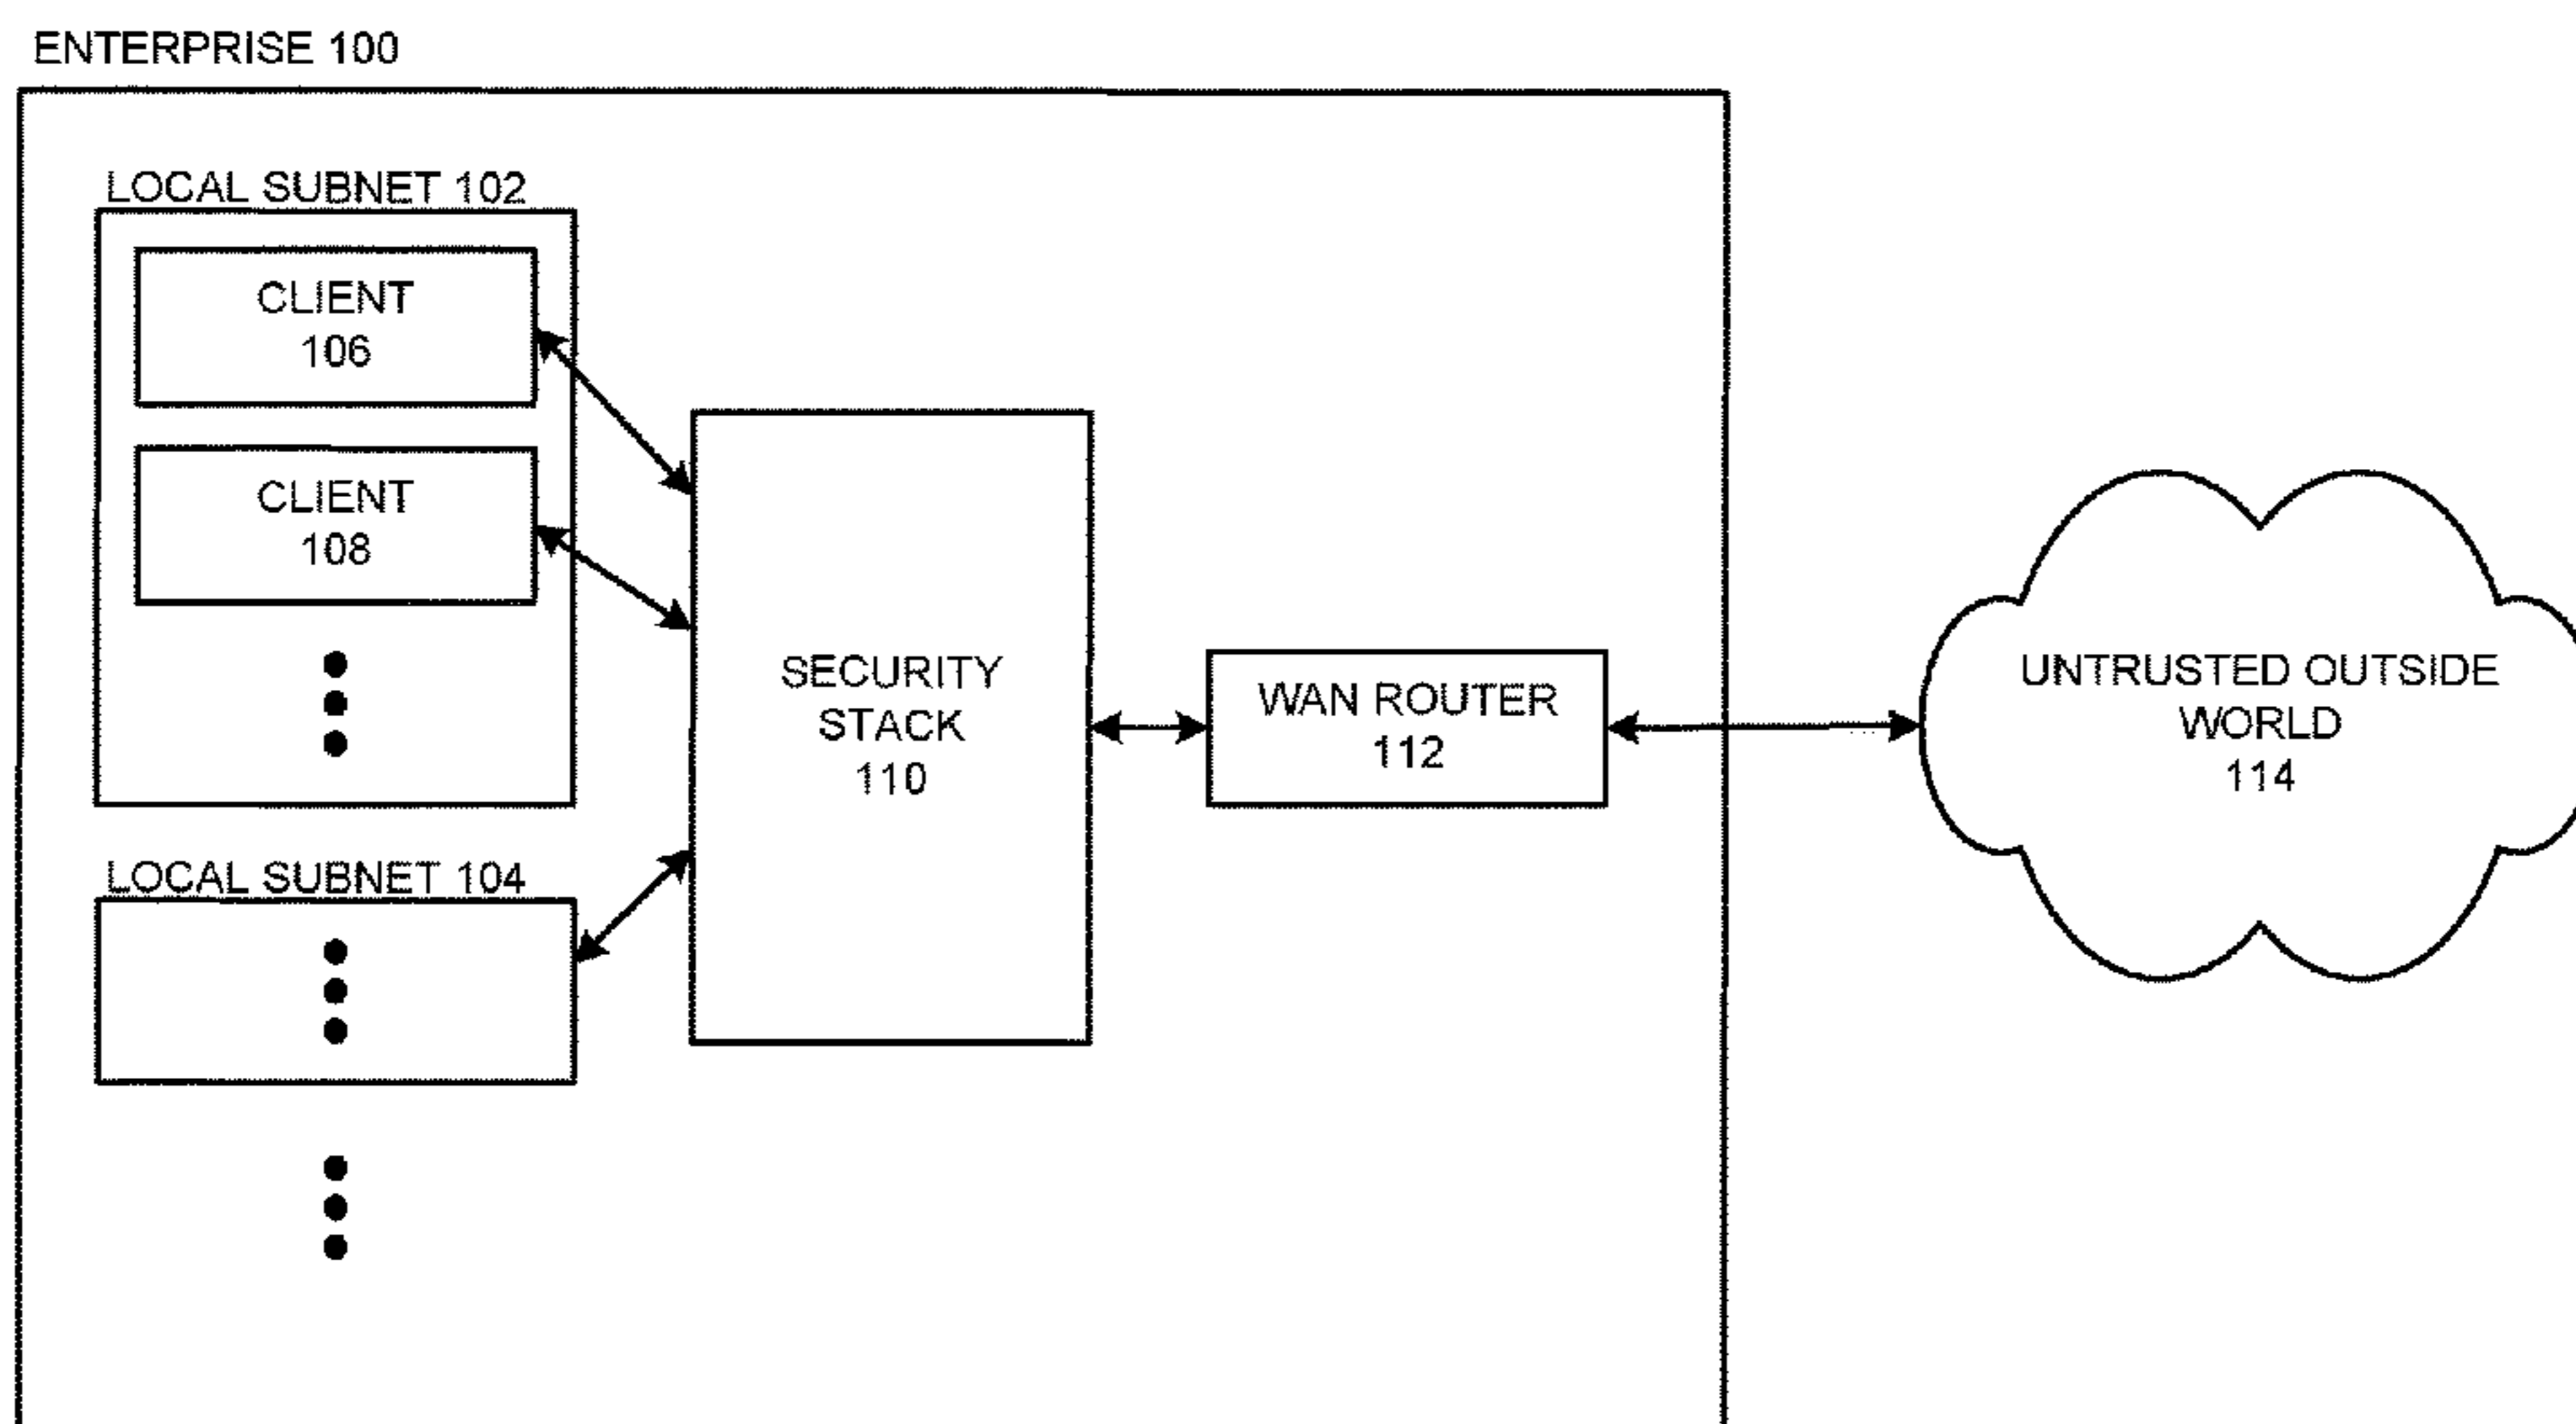 ENTERPRISE 100
LOCAL SUBNET 102
CLIENT
106
CLIENT
108
SECURITY
STACK
110
WAN ROUTER
112
UNTRUSTED OUTSIDE
WORLD
114
LOCAL SUBNET 104